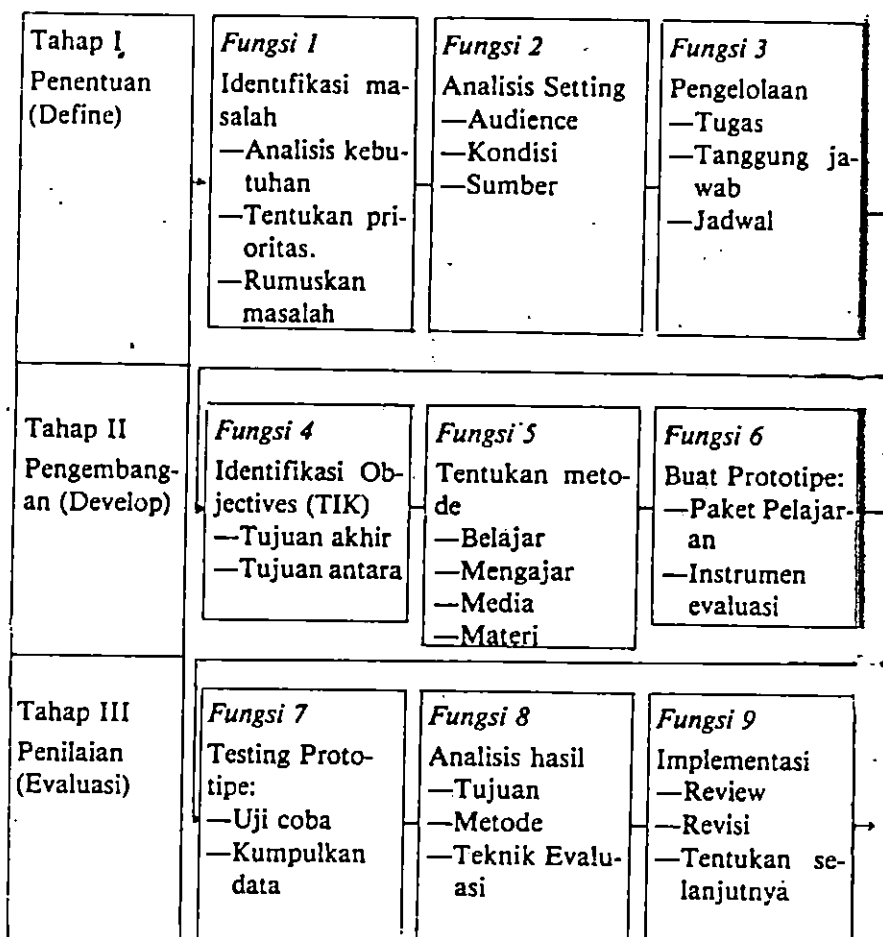 Tahap I
Penentuan
(Define)
Fungsi 1
Identifikasi ma-
salah
—Analisis kebu-
tuhan
—Tentukan pri-
oritas.
—Rumuskan
masalah
Fungsi 2
Analisis Setting
—Audience
—Kondisi
—Sumber
Fungsi 3
Pengelolaan
—Tugas
—Tanggung ja-
wab
—Jadwal
Tahap II
Pengembang-
an (Develop)
Fungsi 4
Identifikasi Ob-
jectives (TIK)
—Tujuan akhir
—Tujuan antara
Fungsi 5
Tentukan meto-
de
—Belajar
—Mengajar
—Media
—Materi
Fungsi 6
Buat Prototipe:
—Paket Pelajar-
an
—Instrumen
evaluasi
Tahap III
Penilaian
(Evaluasi)
Fungsi 7
Testing Proto-
tipe:
—Uji coba
—Kumpulkan
data
Fungsi 8
Analisis hasil
—Tujuan
—Metode
—Teknik Evalu-
asi
Fungsi 9
Implementasi
—Review
—Revisi
—Tentukan se-
lanjutnya